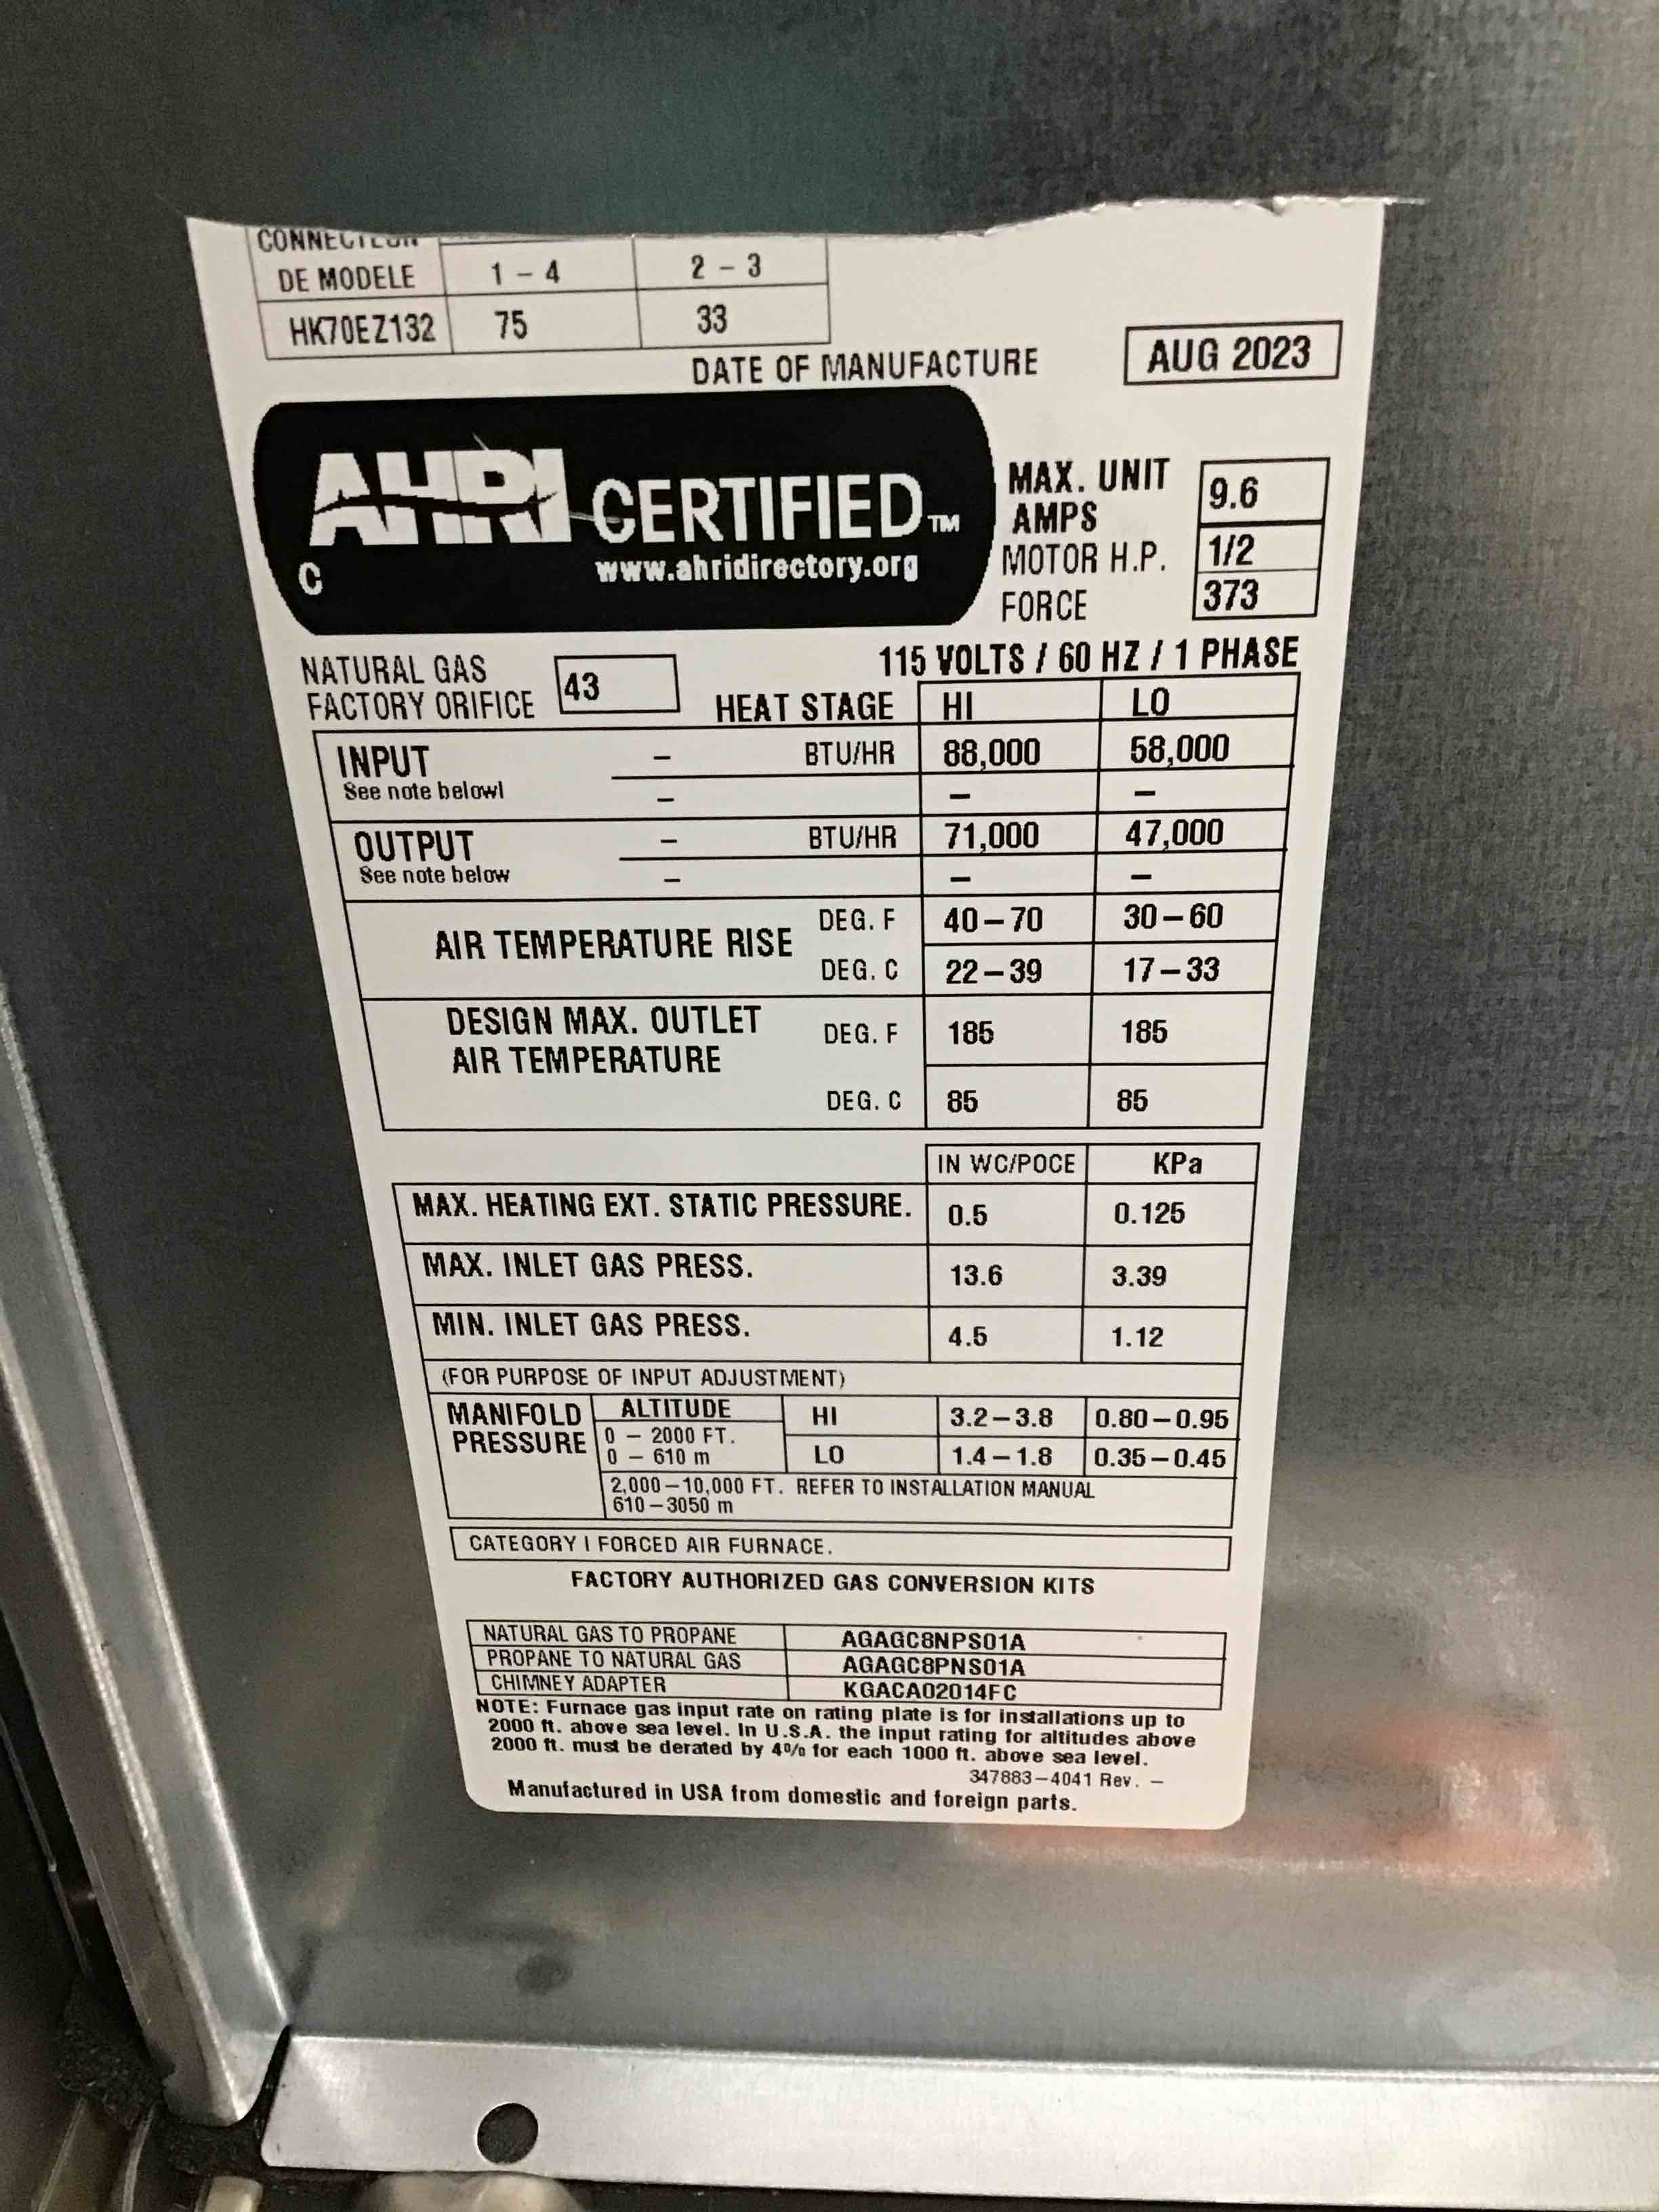 DE MODELE 1 - 4 2 - 3
HK70EZ132 75 33
DATE OF MANUFACTURE AUG 2023
AHRI CERTIFIED™
www.ahridirectory.org
C
MAX. UNIT
AMPS 9.6
MOTOR H.P. 1/2
FORCE 373
NATURAL GAS
FACTORY ORIFICE 43
115 VOLTS / 60 HZ / 1 PHASE
HEAT STAGE HI LO
INPUT – BTU/HR 88,000 58,000
See note belowl – – –
OUTPUT – BTU/HR 71,000 47,000
See note below – – –
AIR TEMPERATURE RISE DEG. F 40–70 30–60
DEG. C 22–39 17–33
DESIGN MAX. OUTLET
AIR TEMPERATURE DEG. F 185 185
DEG. C 85 85
IN WC/POCE KPa
MAX. HEATING EXT. STATIC PRESSURE. 0.5 0.125
MAX. INLET GAS PRESS. 13.6 3.39
MIN. INLET GAS PRESS. 4.5 1.12
(FOR PURPOSE OF INPUT ADJUSTMENT)
MANIFOLD
PRESSURE
ALTITUDE
0 – 2000 FT.
0 – 610 m
HI 3.2–3.8 0.80–0.95
LO 1.4–1.8 0.35–0.45
2,000–10,000 FT. REFER TO INSTALLATION MANUAL
610–3050 m
CATEGORY I FORCED AIR FURNACE.
FACTORY AUTHORIZED GAS CONVERSION KITS
NATURAL GAS TO PROPANE AGAGC8NPS01A
PROPANE TO NATURAL GAS AGAGC8PNS01A
CHIMNEY ADAPTER KGACA02014FC
NOTE: Furnace gas input rate on rating plate is for installations up to
2000 ft. above sea level. In U.S.A. the input rating for altitudes above
2000 ft. must be derated by 4% for each 1000 ft. above sea level.
347883–4041 Rev. –
Manufactured in USA from domestic and foreign parts.